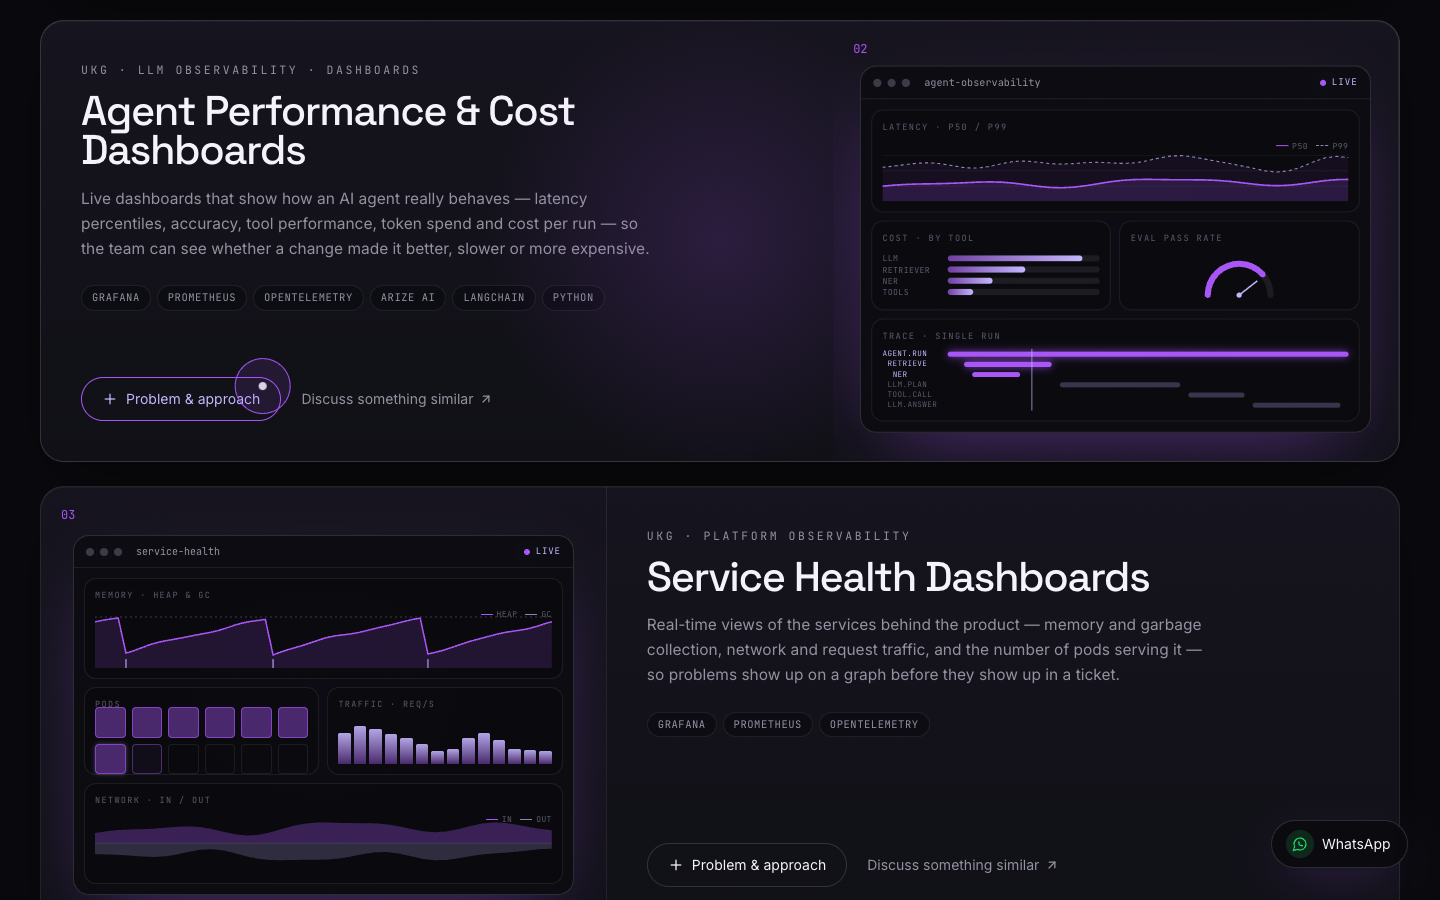 UKG · LLM OBSERVABILITY · DASHBOARDS
Agent Performance & Cost
Dashboards
Live dashboards that show how an AI agent really behaves — latency
percentiles, accuracy, tool performance, token spend and cost per run — so
the team can see whether a change made it better, slower or more expensive.
GRAFANA PROMETHEUS OPENTELEMETRY ARIZE AI LANGCHAIN PYTHON
Problem & approach Discuss something similar
02
agent-observability LIVE
LATENCY · P50 / P99
P50 P99
COST · BY TOOL
LLM
RETRIEVER
NER
TOOLS
EVAL PASS RATE
TRACE · SINGLE RUN
AGENT.RUN
RETRIEVE
NER
LLM.PLAN
TOOL.CALL
LLM.ANSWER
03
service-health LIVE
MEMORY · HEAP & GC
HEAP GC
PODS
TRAFFIC · REQ/S
NETWORK · IN / OUT
IN OUT
UKG · PLATFORM OBSERVABILITY
Service Health Dashboards
Real-time views of the services behind the product — memory and garbage
collection, network and request traffic, and the number of pods serving it —
so problems show up on a graph before they show up in a ticket.
GRAFANA PROMETHEUS OPENTELEMETRY
Problem & approach Discuss something similar
WhatsApp